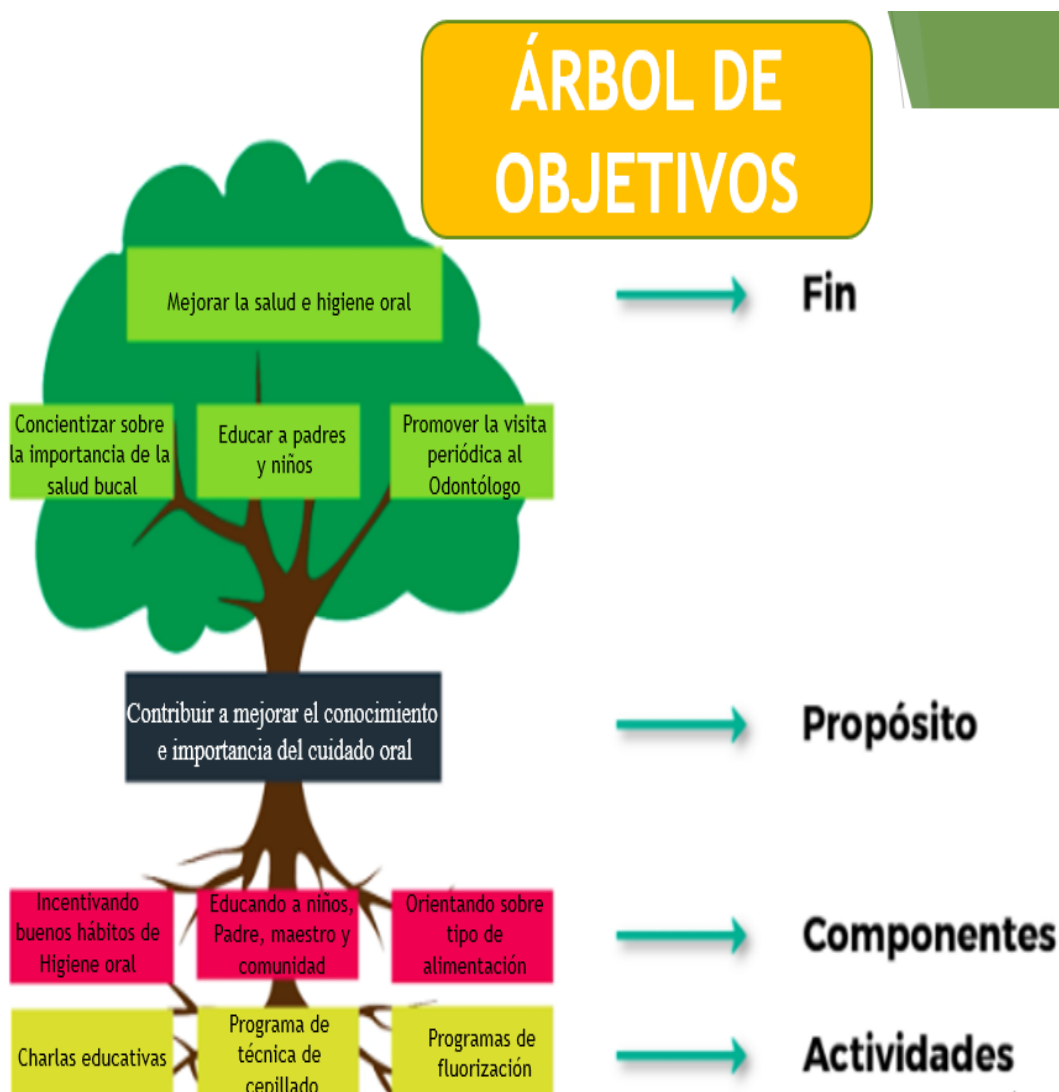 ÁRBOL DE
OBJETIVOS
Mejorar la salud e higiene oral
Fin
Concientizar sobre
la importancia de la
salud bucal
Educar a padres
y niños
Promover la visita
periódica al
Odontólogo
Contribuir a mejorar el conocimiento
e importancia del cuidado oral
Propósito
Incentivando
buenos hábitos de
Higiene oral
Educando a niños,
Padre, maestro y
comunidad
Orientando sobre
tipo de
alimentación
Componentes
Charlas educativas
Programa de
técnica de
cepillado
Programas de
fluorización
Actividades